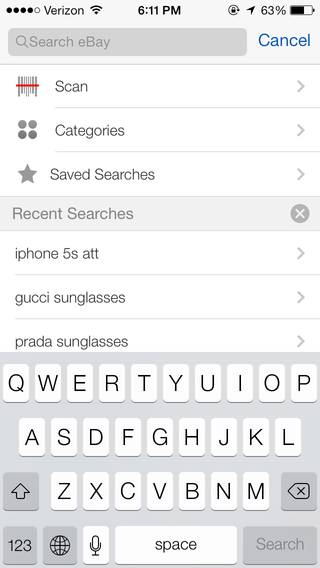 Verizon 6:11 PM 63%
Search eBay Cancel
Scan
Categories
Saved Searches
Recent Searches
iphone 5s att
gucci sunglasses
prada sunglasses
Q W E R T Y U I O P
A S D F G H J K L
Z X C V B N M
123 space Search